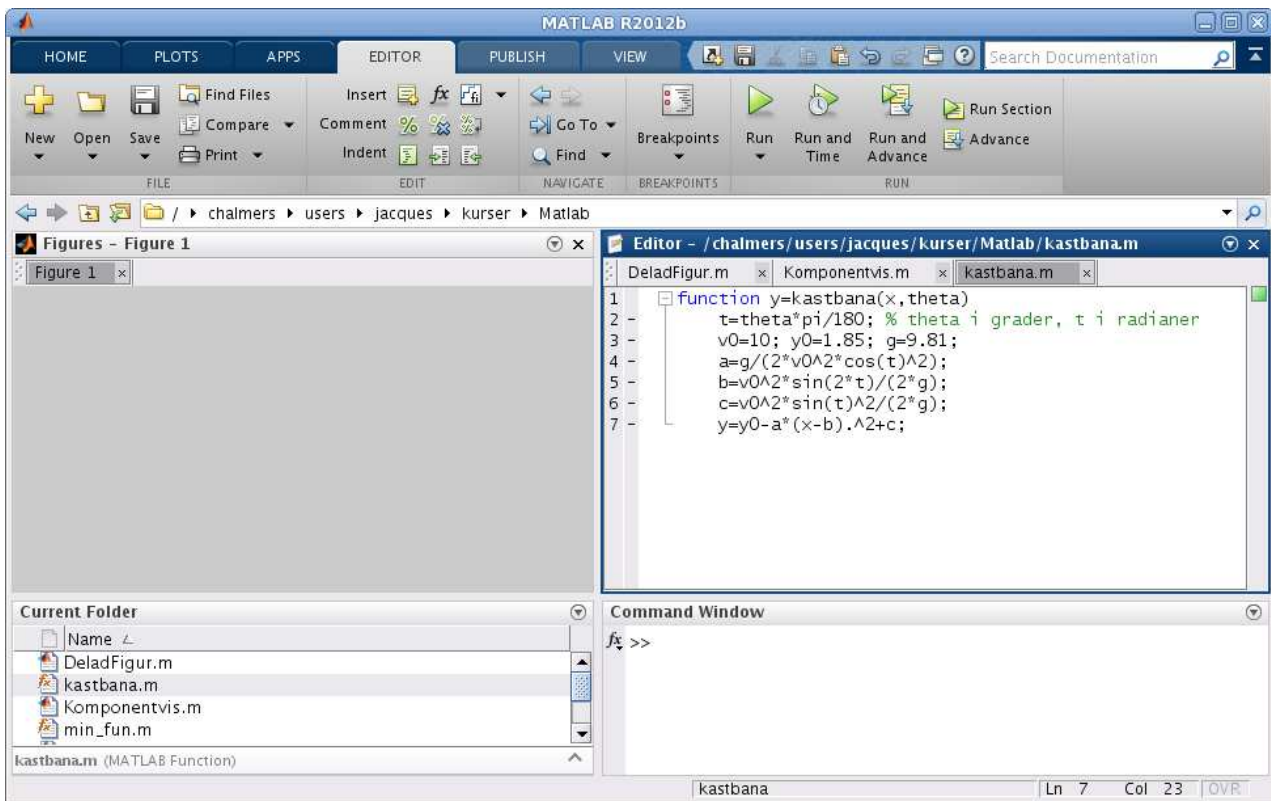 MATLAB R2012b
HOME PLOTS APPS EDITOR PUBLISH VIEW Search Documentation
New Open Save
Find Files
Compare
Print
FILE
Insert fx
Comment
Indent
EDIT
Go To
Find
NAVIGATE
Breakpoints
BREAKPOINTS
Run Run and Time Run and Advance
Run Section
Advance
RUN
/ chalmers users jacques kurser Matlab
Figures - Figure 1
Figure 1
Editor - /chalmers/users/jacques/kurser/Matlab/kastbana.m
DeladFigur.m Komponentvis.m kastbana.m
1 function y=kastbana(x,theta)
2 - t=theta*pi/180; % theta i grader, t i radianer
3 - v0=10; y0=1.85; g=9.81;
4 - a=g/(2*v0^2*cos(t)^2);
5 - b=v0^2*sin(2*t)/(2*g);
6 - c=v0^2*sin(t)^2/(2*g);
7 - y=y0-a*(x-b).^2+c;
Current Folder
Name
DeladFigur.m
kastbana.m
Komponentvis.m
min_fun.m
kastbana.m (MATLAB Function)
Command Window
fx >>
kastbana Ln 7 Col 23 OVR